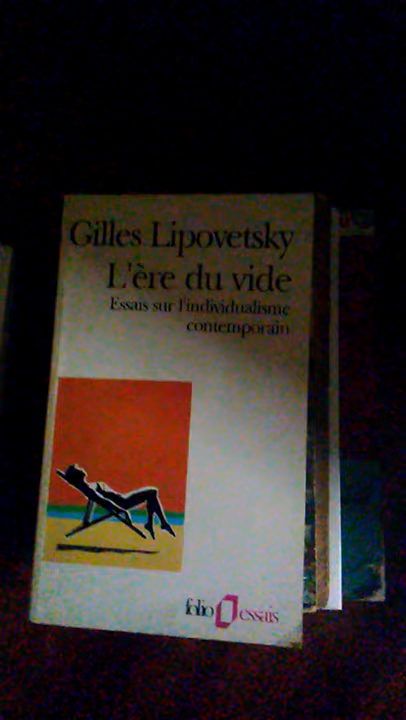 Gilles Lipovetsky
L'ère du vide
Essais sur l'individualisme
contemporain
folio essais